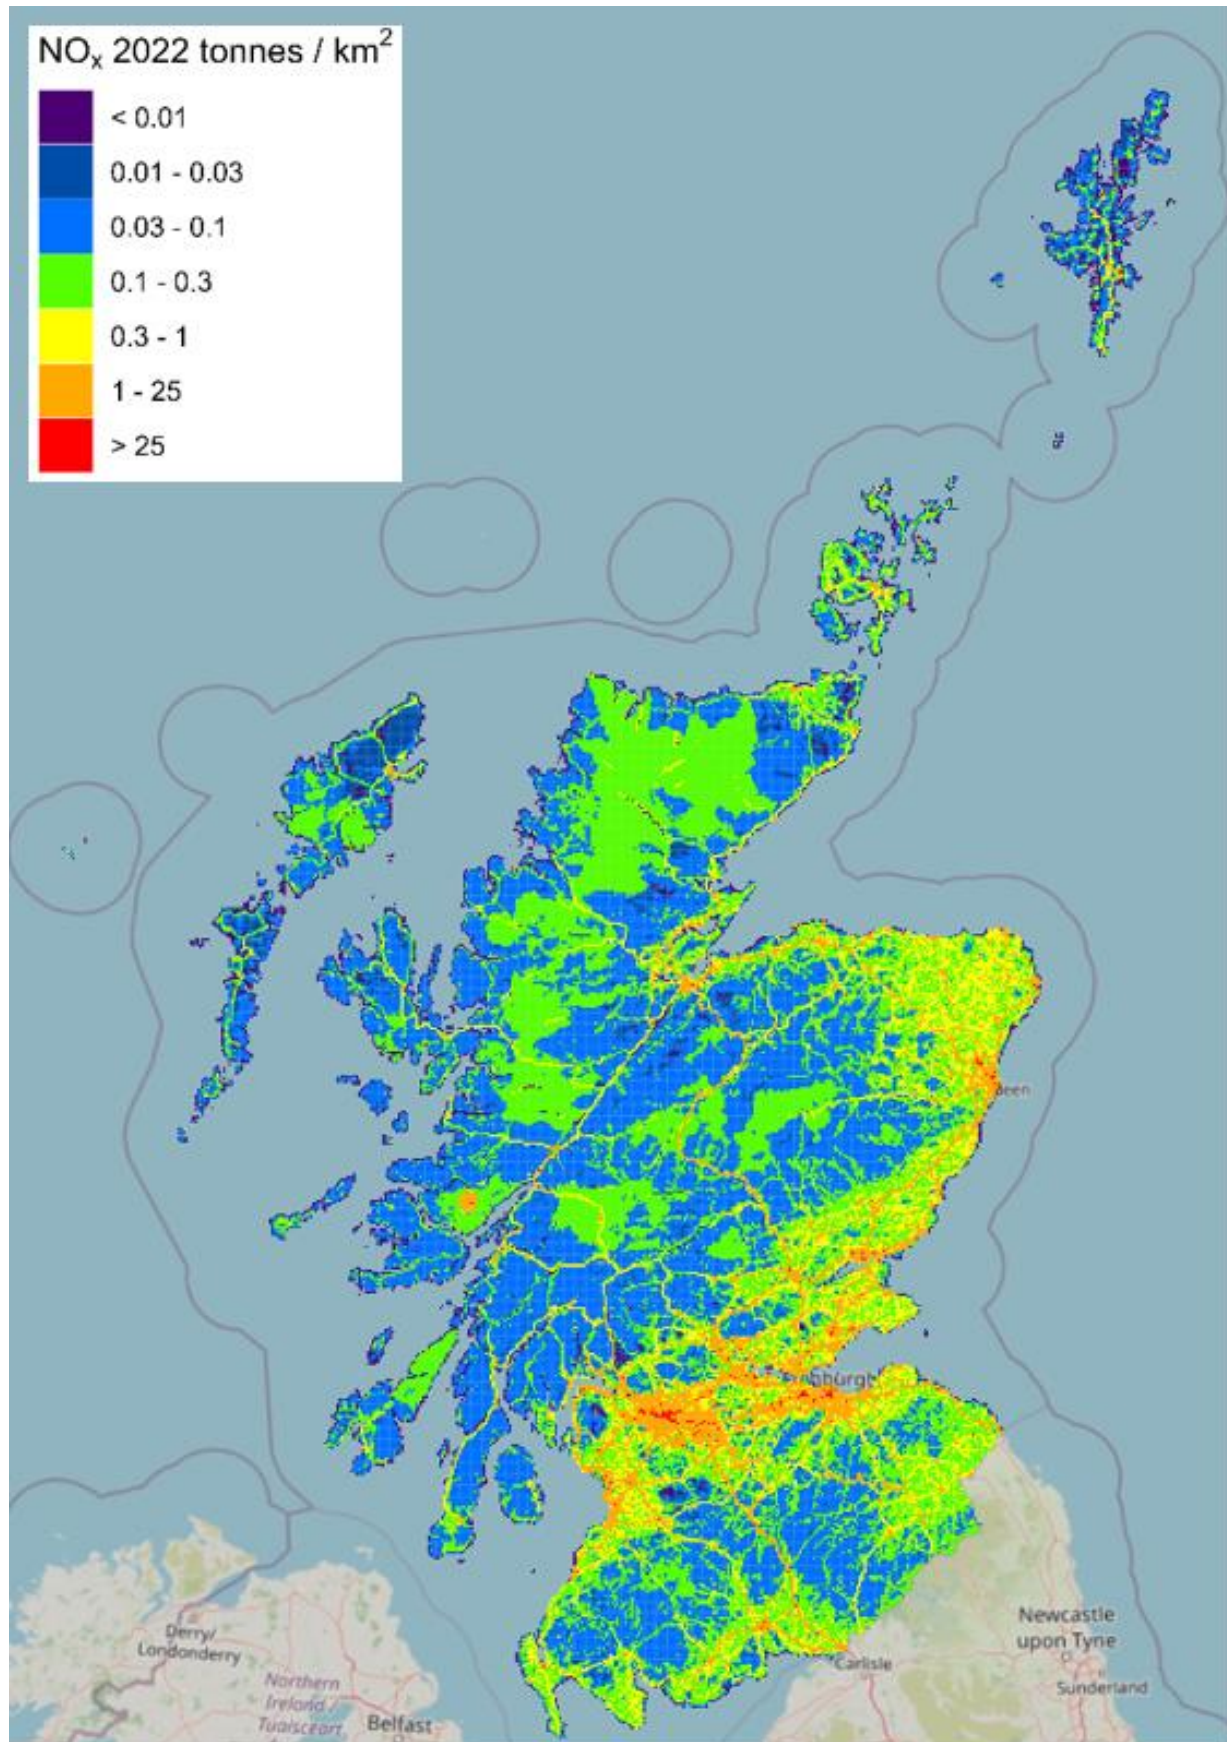 NOₓ 2022 tonnes / km²
< 0.01
0.01 - 0.03
0.03 - 0.1
0.1 - 0.3
0.3 - 1
1 - 25
> 25
deen
Derry/
Londonderry
Northern
Ireland /
Tuaisceart
Belfast
Carlisle
Newcastle
upon Tyne
Sunderland